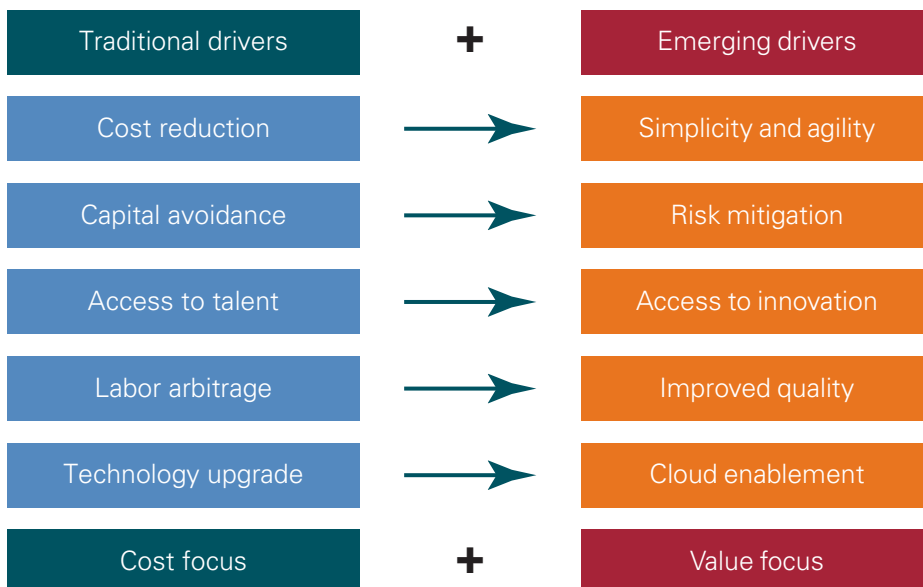 Traditional drivers + Emerging drivers
Cost reduction Simplicity and agility
Capital avoidance Risk mitigation
Access to talent Access to innovation
Labor arbitrage Improved quality
Technology upgrade Cloud enablement
Cost focus + Value focus